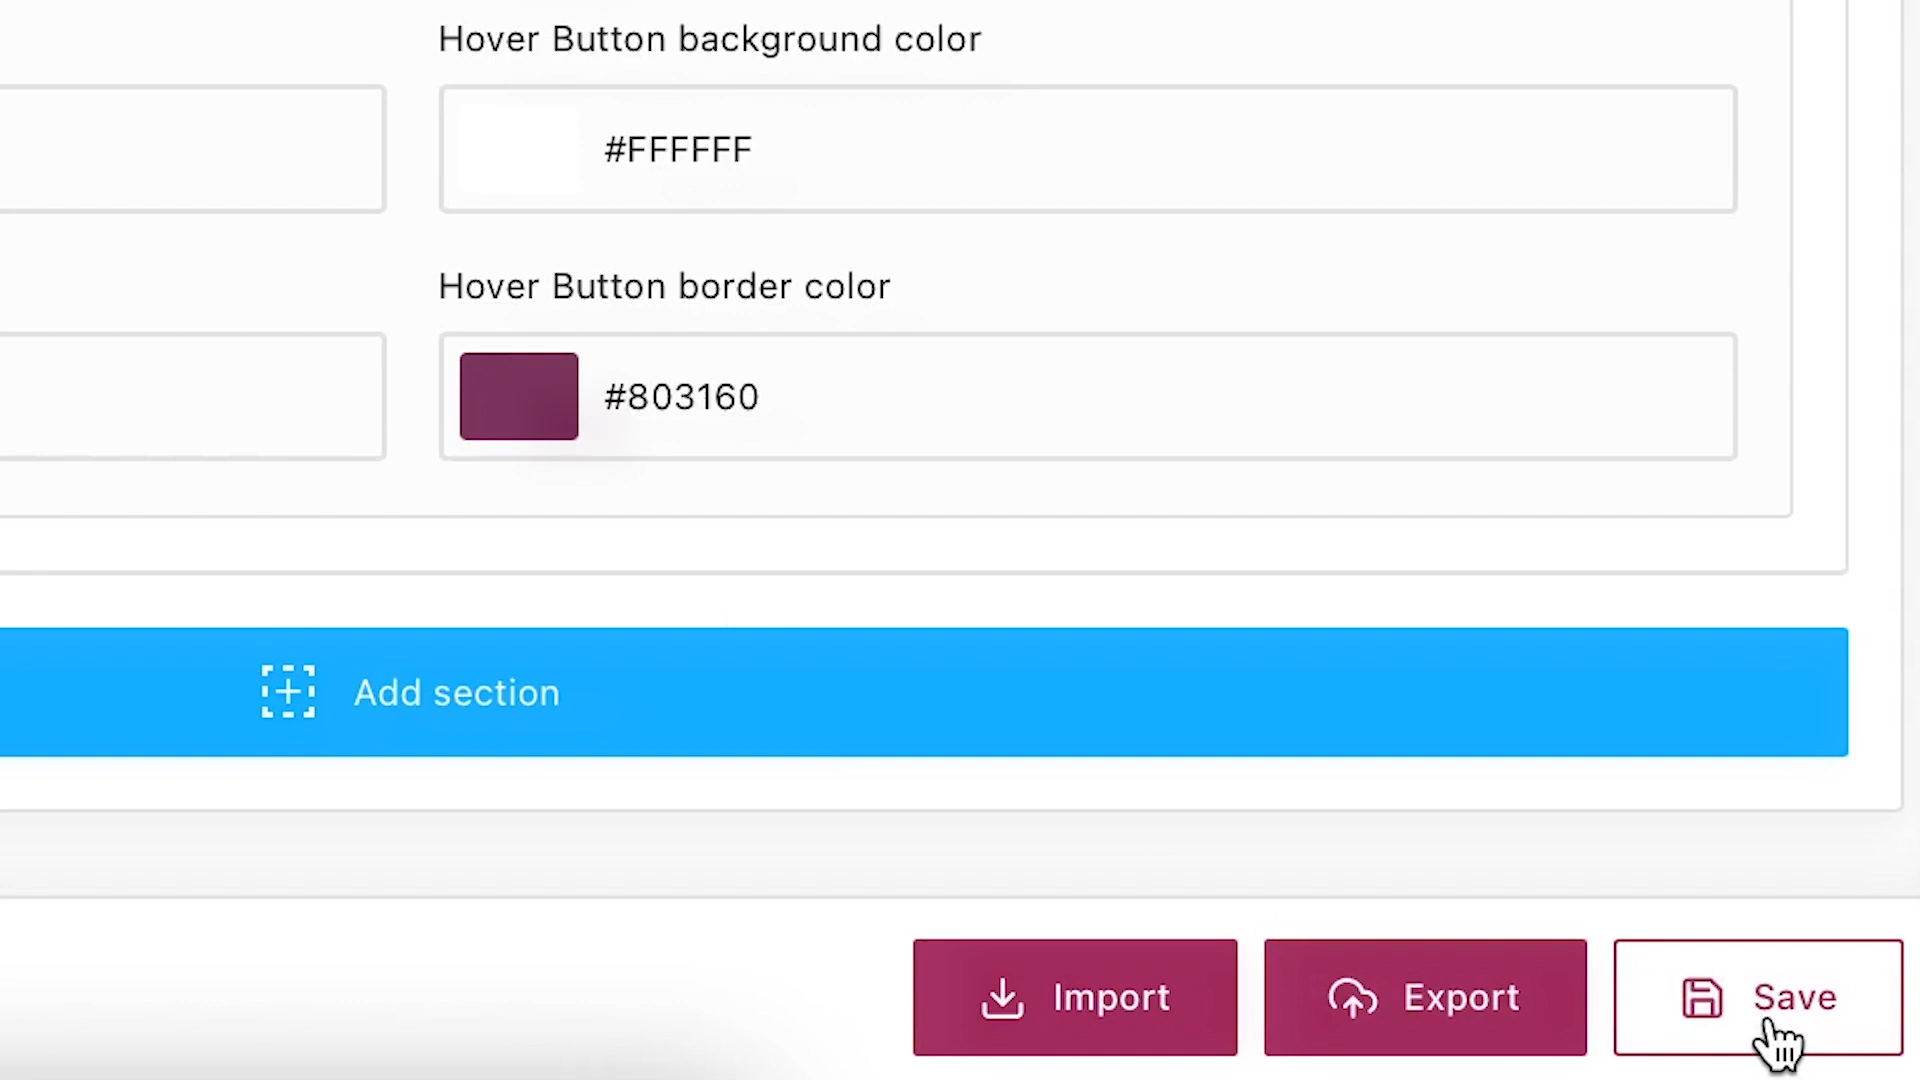 Hover Button background color
#FFFFFF
Hover Button border color
#803160
Add section
Import
Export
Save